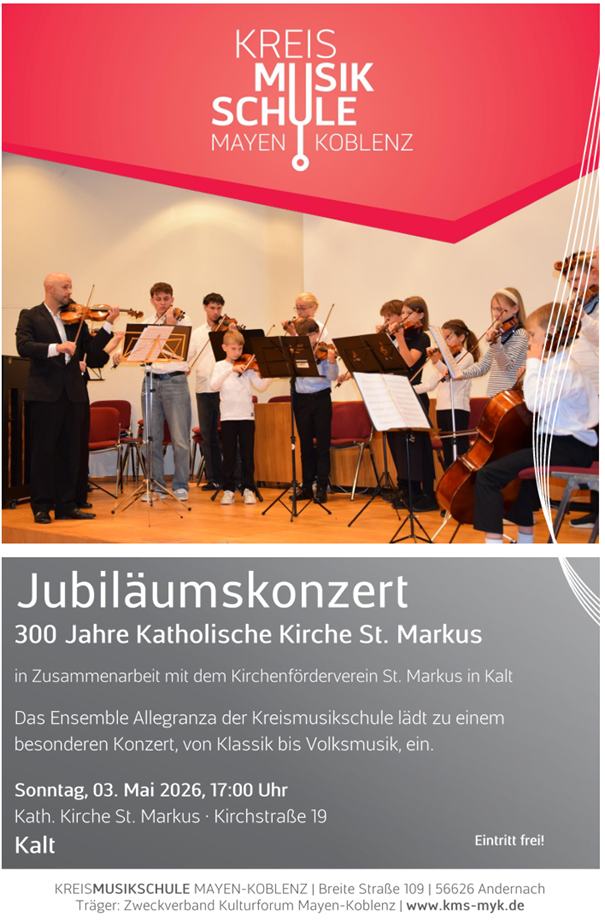 KREIS
MUSIK
SCHULE
MAYEN KOBLENZ
Jubiläumskonzert
300 Jahre Katholische Kirche St. Markus
in Zusammenarbeit mit dem Kirchenförderverein St. Markus in Kalt
Das Ensemble Allegranza der Kreismusikschule lädt zu einem
besonderen Konzert, von Klassik bis Volksmusik, ein.
Sonntag, 03. Mai 2026, 17:00 Uhr
Kath. Kirche St. Markus · Kirchstraße 19
Kalt
Eintritt frei!
KREISMUSIKSCHULE MAYEN-KOBLENZ | Breite Straße 109 | 56626 Andernach
Träger: Zweckverband Kulturforum Mayen-Koblenz | www.kms-myk.de